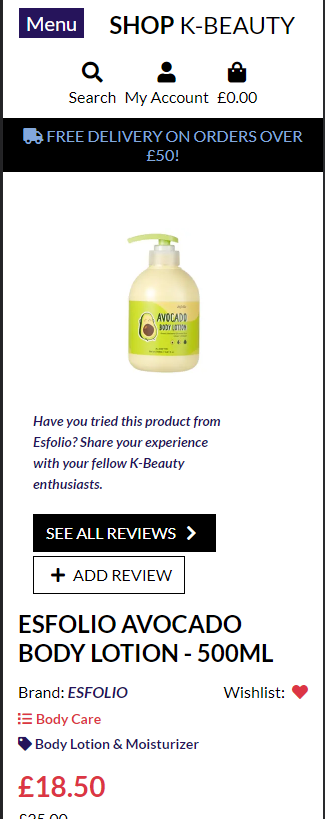 Menu
SHOP K-BEAUTY
Search My Account £0.00
FREE DELIVERY ON ORDERS OVER
£50!
AVOCADO
BODY LOTION
Have you tried this product from
Esfolio? Share your experience
with your fellow K-Beauty
enthusiasts.
SEE ALL REVIEWS
ADD REVIEW
ESFOLIO AVOCADO
BODY LOTION - 500ML
Brand: ESFOLIO Wishlist:
Body Care
Body Lotion & Moisturizer
£18.50
£25.00